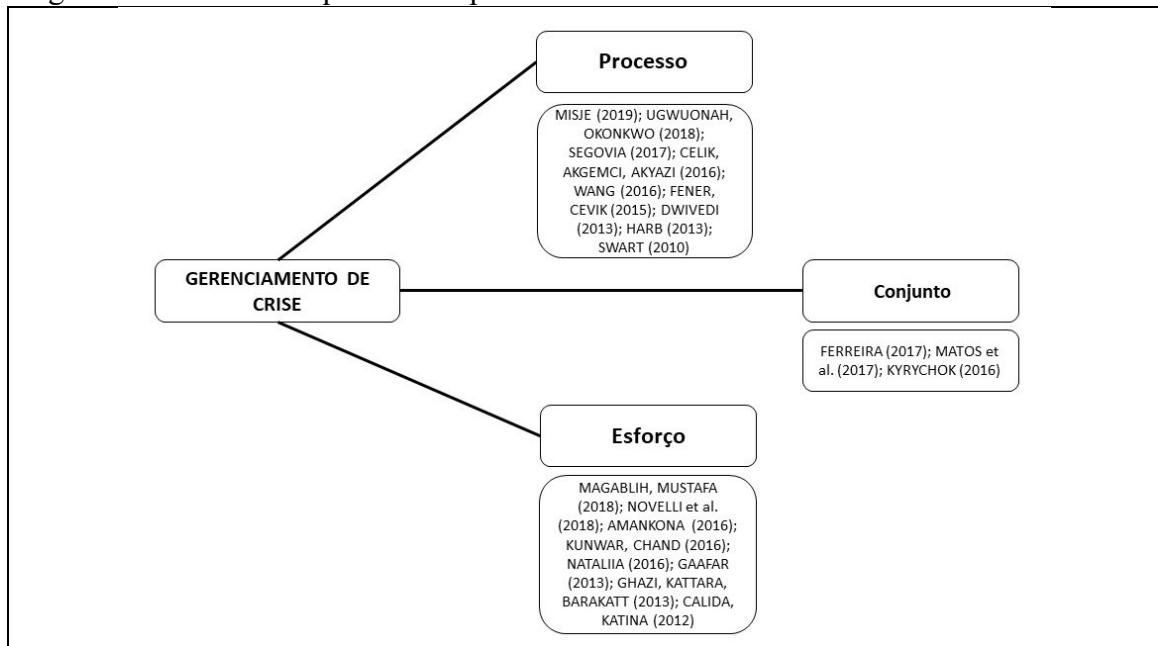 Processo
MISJE (2019); UGWUONAH,
OKONKWO (2018);
SEGOVIA (2017); CELIK,
AKGEMCI, AKYAZI (2016);
WANG (2016); FENER,
CEVIK (2015); DWIVEDI
(2013); HARB (2013);
SWART (2010)
GERENCIAMENTO DE
CRISE
Conjunto
FERREIRA (2017); MATOS et
al. (2017); KYRYCHOK (2016)
Esforço
MAGABLIH, MUSTAFA
(2018); NOVELLI et al.
(2018); AMANKONA (2016);
KUNWAR, CHAND (2016);
NATALIIA (2016); GAAFAR
(2013); GHAZI, KATTARA,
BARAKATT (2013); CALIDA,
KATINA (2012)